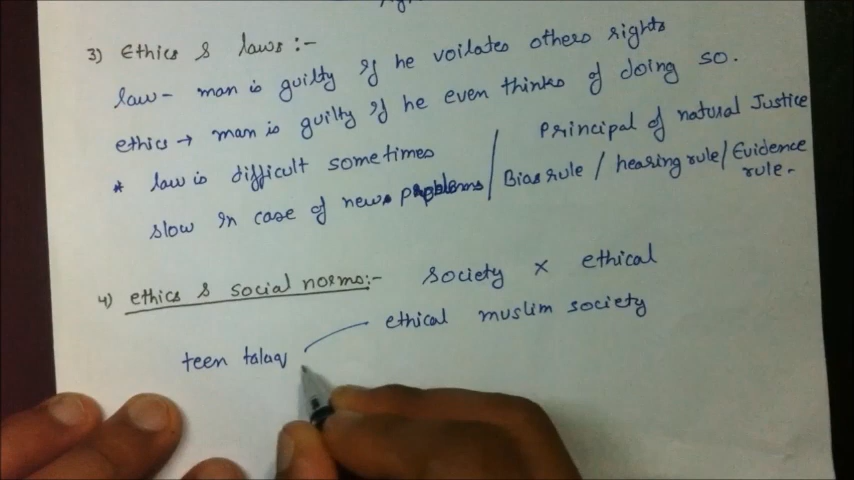 3) Ethics & laws:-
law - man is guilty if he voilates others rights
ethics → man is guilty if he even thinks of doing so.
* law is difficult sometimes / Principal of natural Justice
slow in case of new problems / Bias rule / hearing rule / Evidence rule.
4) ethics & social norms:- society x ethical
ethical muslim society
teen talaq